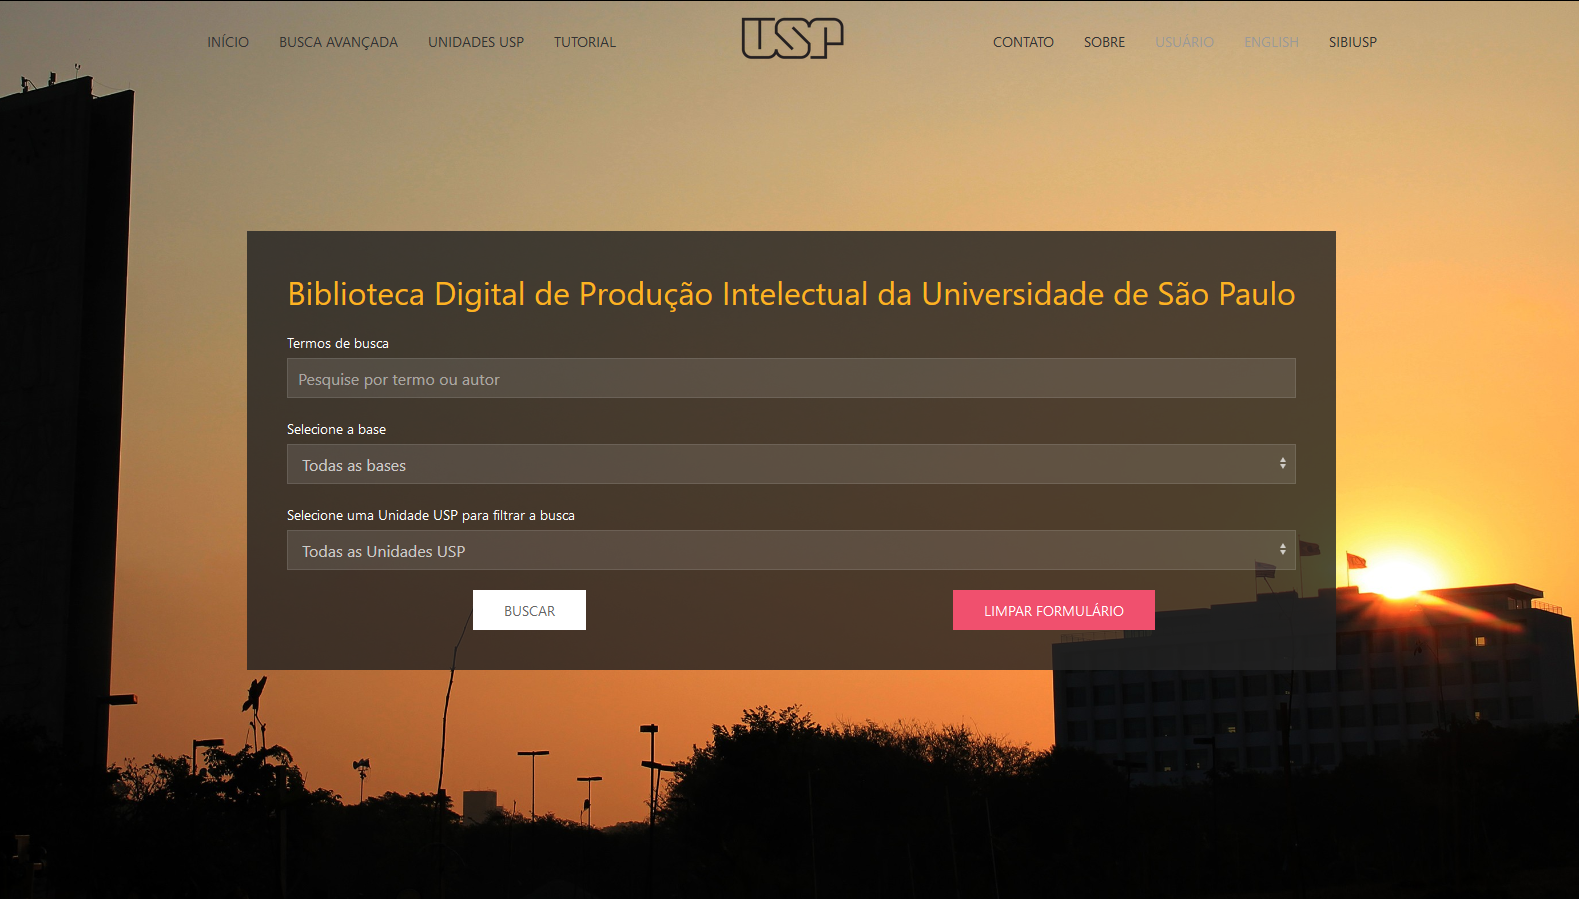 INÍCIO BUSCA AVANÇADA UNIDADES USP TUTORIAL USP CONTATO SOBRE USUÁRIO ENGLISH SIBIUSP
Biblioteca Digital de Produção Intelectual da Universidade de São Paulo
Termos de busca
Pesquise por termo ou autor
Selecione a base
Todas as bases
Selecione uma Unidade USP para filtrar a busca
Todas as Unidades USP
BUSCAR LIMPAR FORMULÁRIO